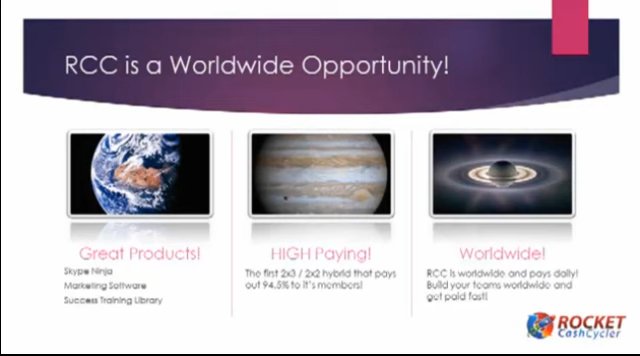 RCC is a Worldwide Opportunity!
Great Products!
Skype Ninja
Marketing Software
Success Training Library
HIGH Paying!
The first 2x3 / 2x2 hybrid that pays
out 94.5% to it's members!
Worldwide!
RCC is worldwide and pays daily!
Build your teams worldwide and
get paid fast!
ROCKET
CashCycler